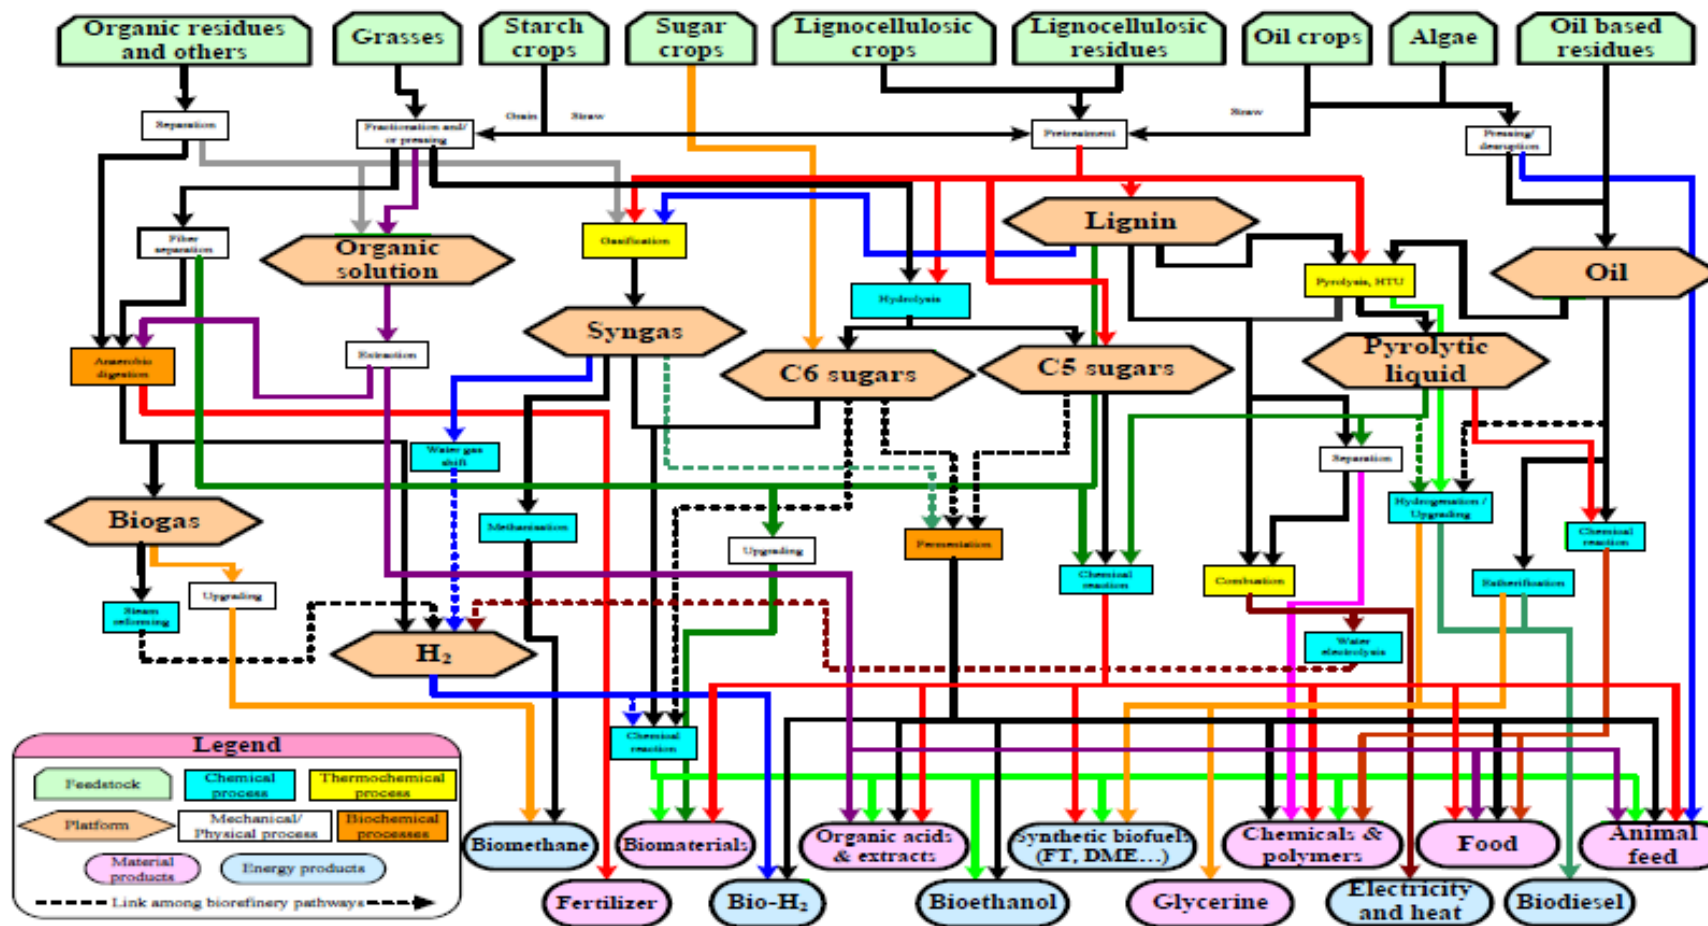 Organic residues
and others
Grasses
Starch
crops
Sugar
crops
Lignocellulosic
crops
Lignocellulosic
residues
Oil crops
Algae
Oil based
residues
Separation
Fractionation and/
or pressing
Grain
Straw
Pretreatment
Straw
Pressing/
desruption
Fiber
separation
Organic
solution
Gasification
Lignin
Pyrolysis, HTU
Oil
Hydrolysis
Syngas
Extraction
Anaerobic
digestion
C6 sugars
C5 sugars
Pyrolytic
liquid
Water gas
shift
Separation
Biogas
Methanisation
Upgrading
Fermentation
Hydrogenation /
Upgrading
Chemical
reaction
Chemical
reaction
Combustion
Estherification
Steam
reforming
Upgrading
H₂
Water
electrolysis
Chemical
reaction
Legend
Feedstock
Chemical
process
Thermochemical
process
Platform
Mechanical/
Physical process
Biochemical
processes
Material
products
Energy products
Link among biorefinery pathways
Biomethane
Biomaterials
Organic acids
& extracts
Synthetic biofuels
(FT, DME...)
Chemicals &
polymers
Food
Animal
feed
Fertilizer
Bio-H₂
Bioethanol
Glycerine
Electricity
and heat
Biodiesel